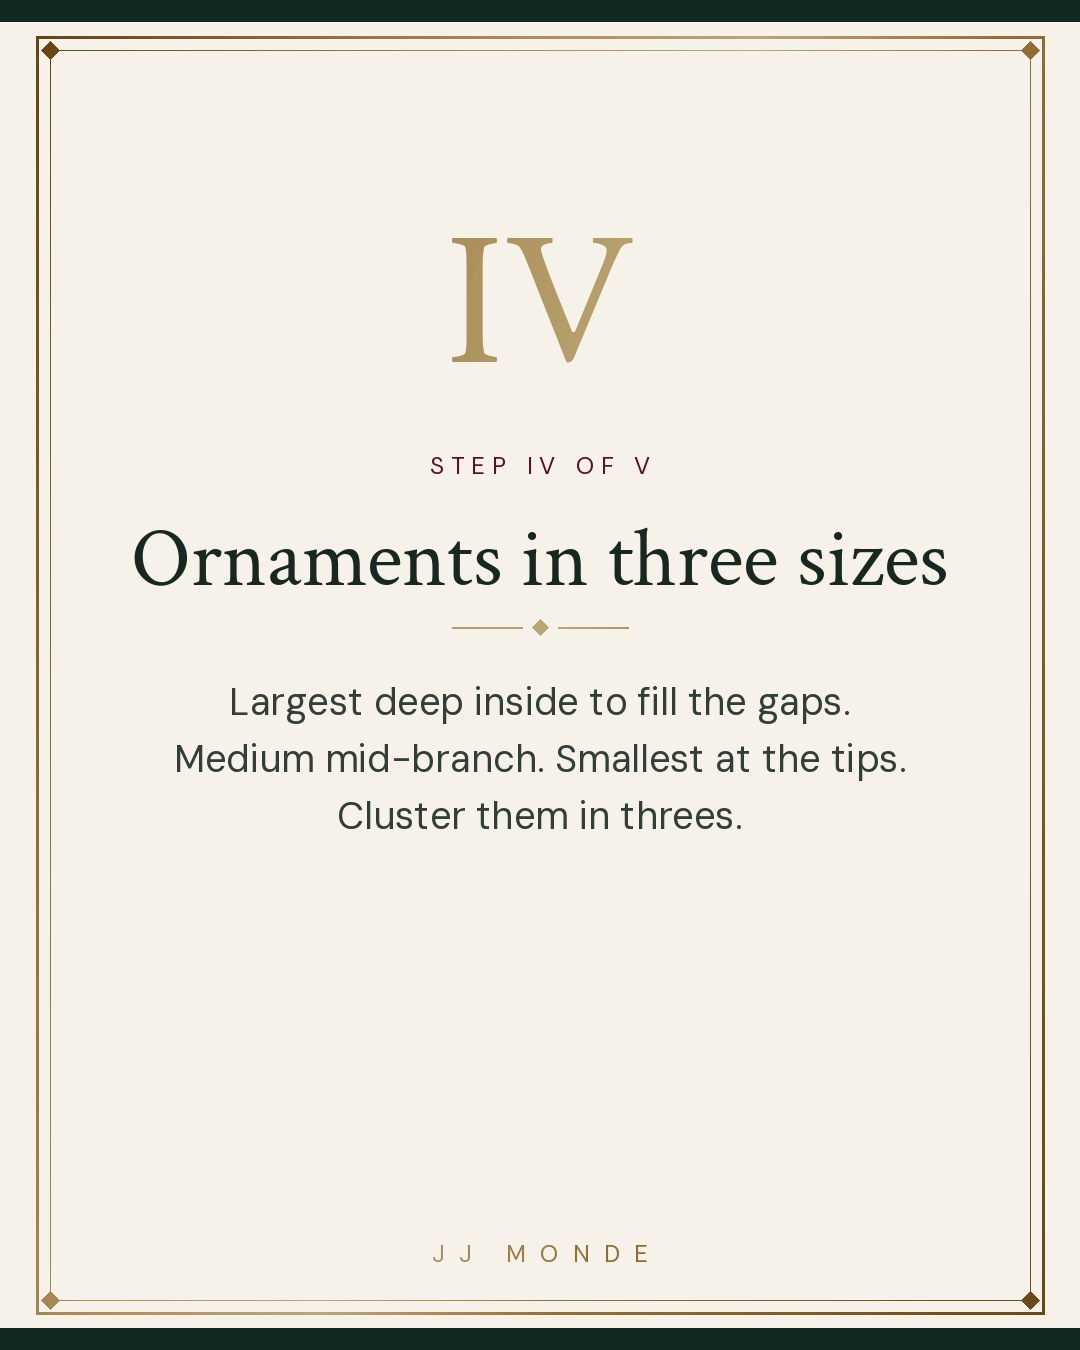 IV
STEP IV OF V
Ornaments in three sizes
Largest deep inside to fill the gaps.
Medium mid-branch. Smallest at the tips.
Cluster them in threes.
JJ MONDE